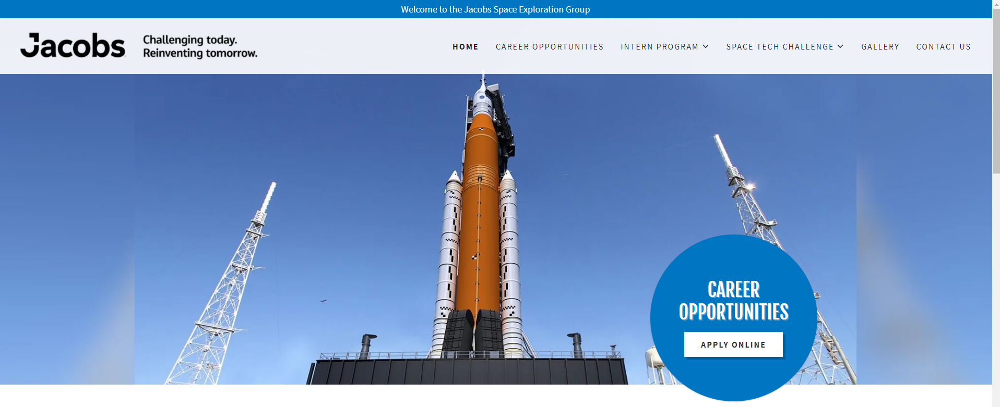 Welcome to the Jacobs Space Exploration Group
Jacobs
Challenging today.
Reinventing tomorrow.
HOME CAREER OPPORTUNITIES INTERN PROGRAM SPACE TECH CHALLENGE GALLERY CONTACT US
CAREER
OPPORTUNITIES
APPLY ONLINE